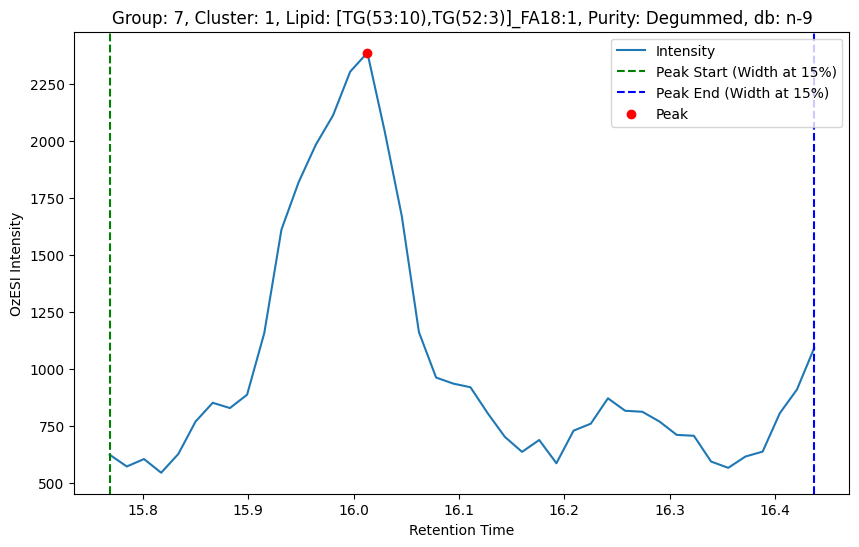 Group: 7, Cluster: 1, Lipid: [TG(53:10),TG(52:3)]_FA18:1, Purity: Degummed, db: n-9
Intensity
Peak Start (Width at 15%)
Peak End (Width at 15%)
Peak
OzESI Intensity
2250
2000
1750
1500
1250
1000
750
500
15.8 15.9 16.0 16.1 16.2 16.3 16.4
Retention Time